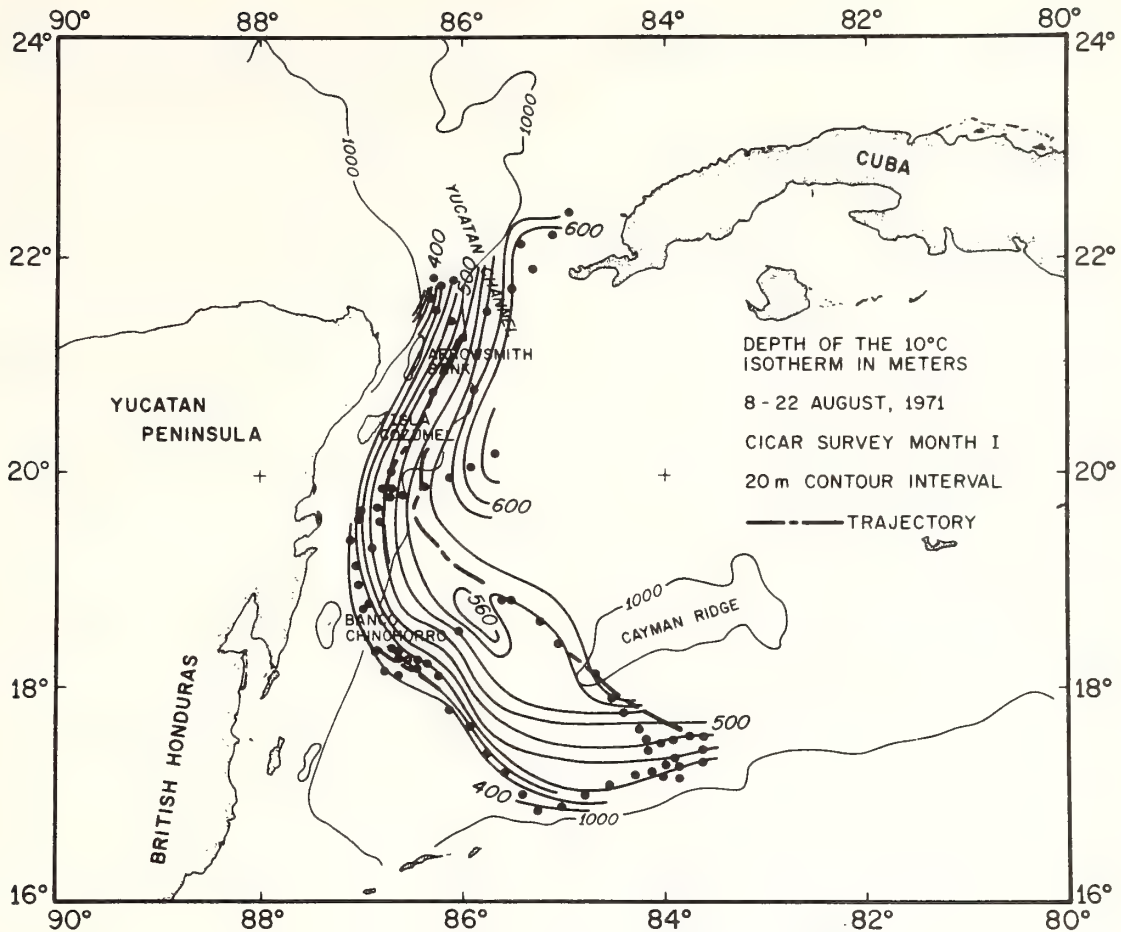 90° 88° 86° 84° 82° 80°
24° 24°
1000
1000
CUBA
YUCATAN CHANNEL
400
500
600
22° 22°
ARROWSMITH
BANK
DEPTH OF THE 10°C
ISOTHERM IN METERS
8-22 AUGUST, 1971
CICAR SURVEY MONTH I
20 m CONTOUR INTERVAL
TRAJECTORY
YUCATAN
PENINSULA
ISLA
COZUMEL
20° 20°
600
560
1000
CAYMAN RIDGE
BANCO
CHINCHORRO
18° 18°
BRITISH HONDURAS
500
400
1000
16° 16°
90° 88° 86° 84° 82° 80°